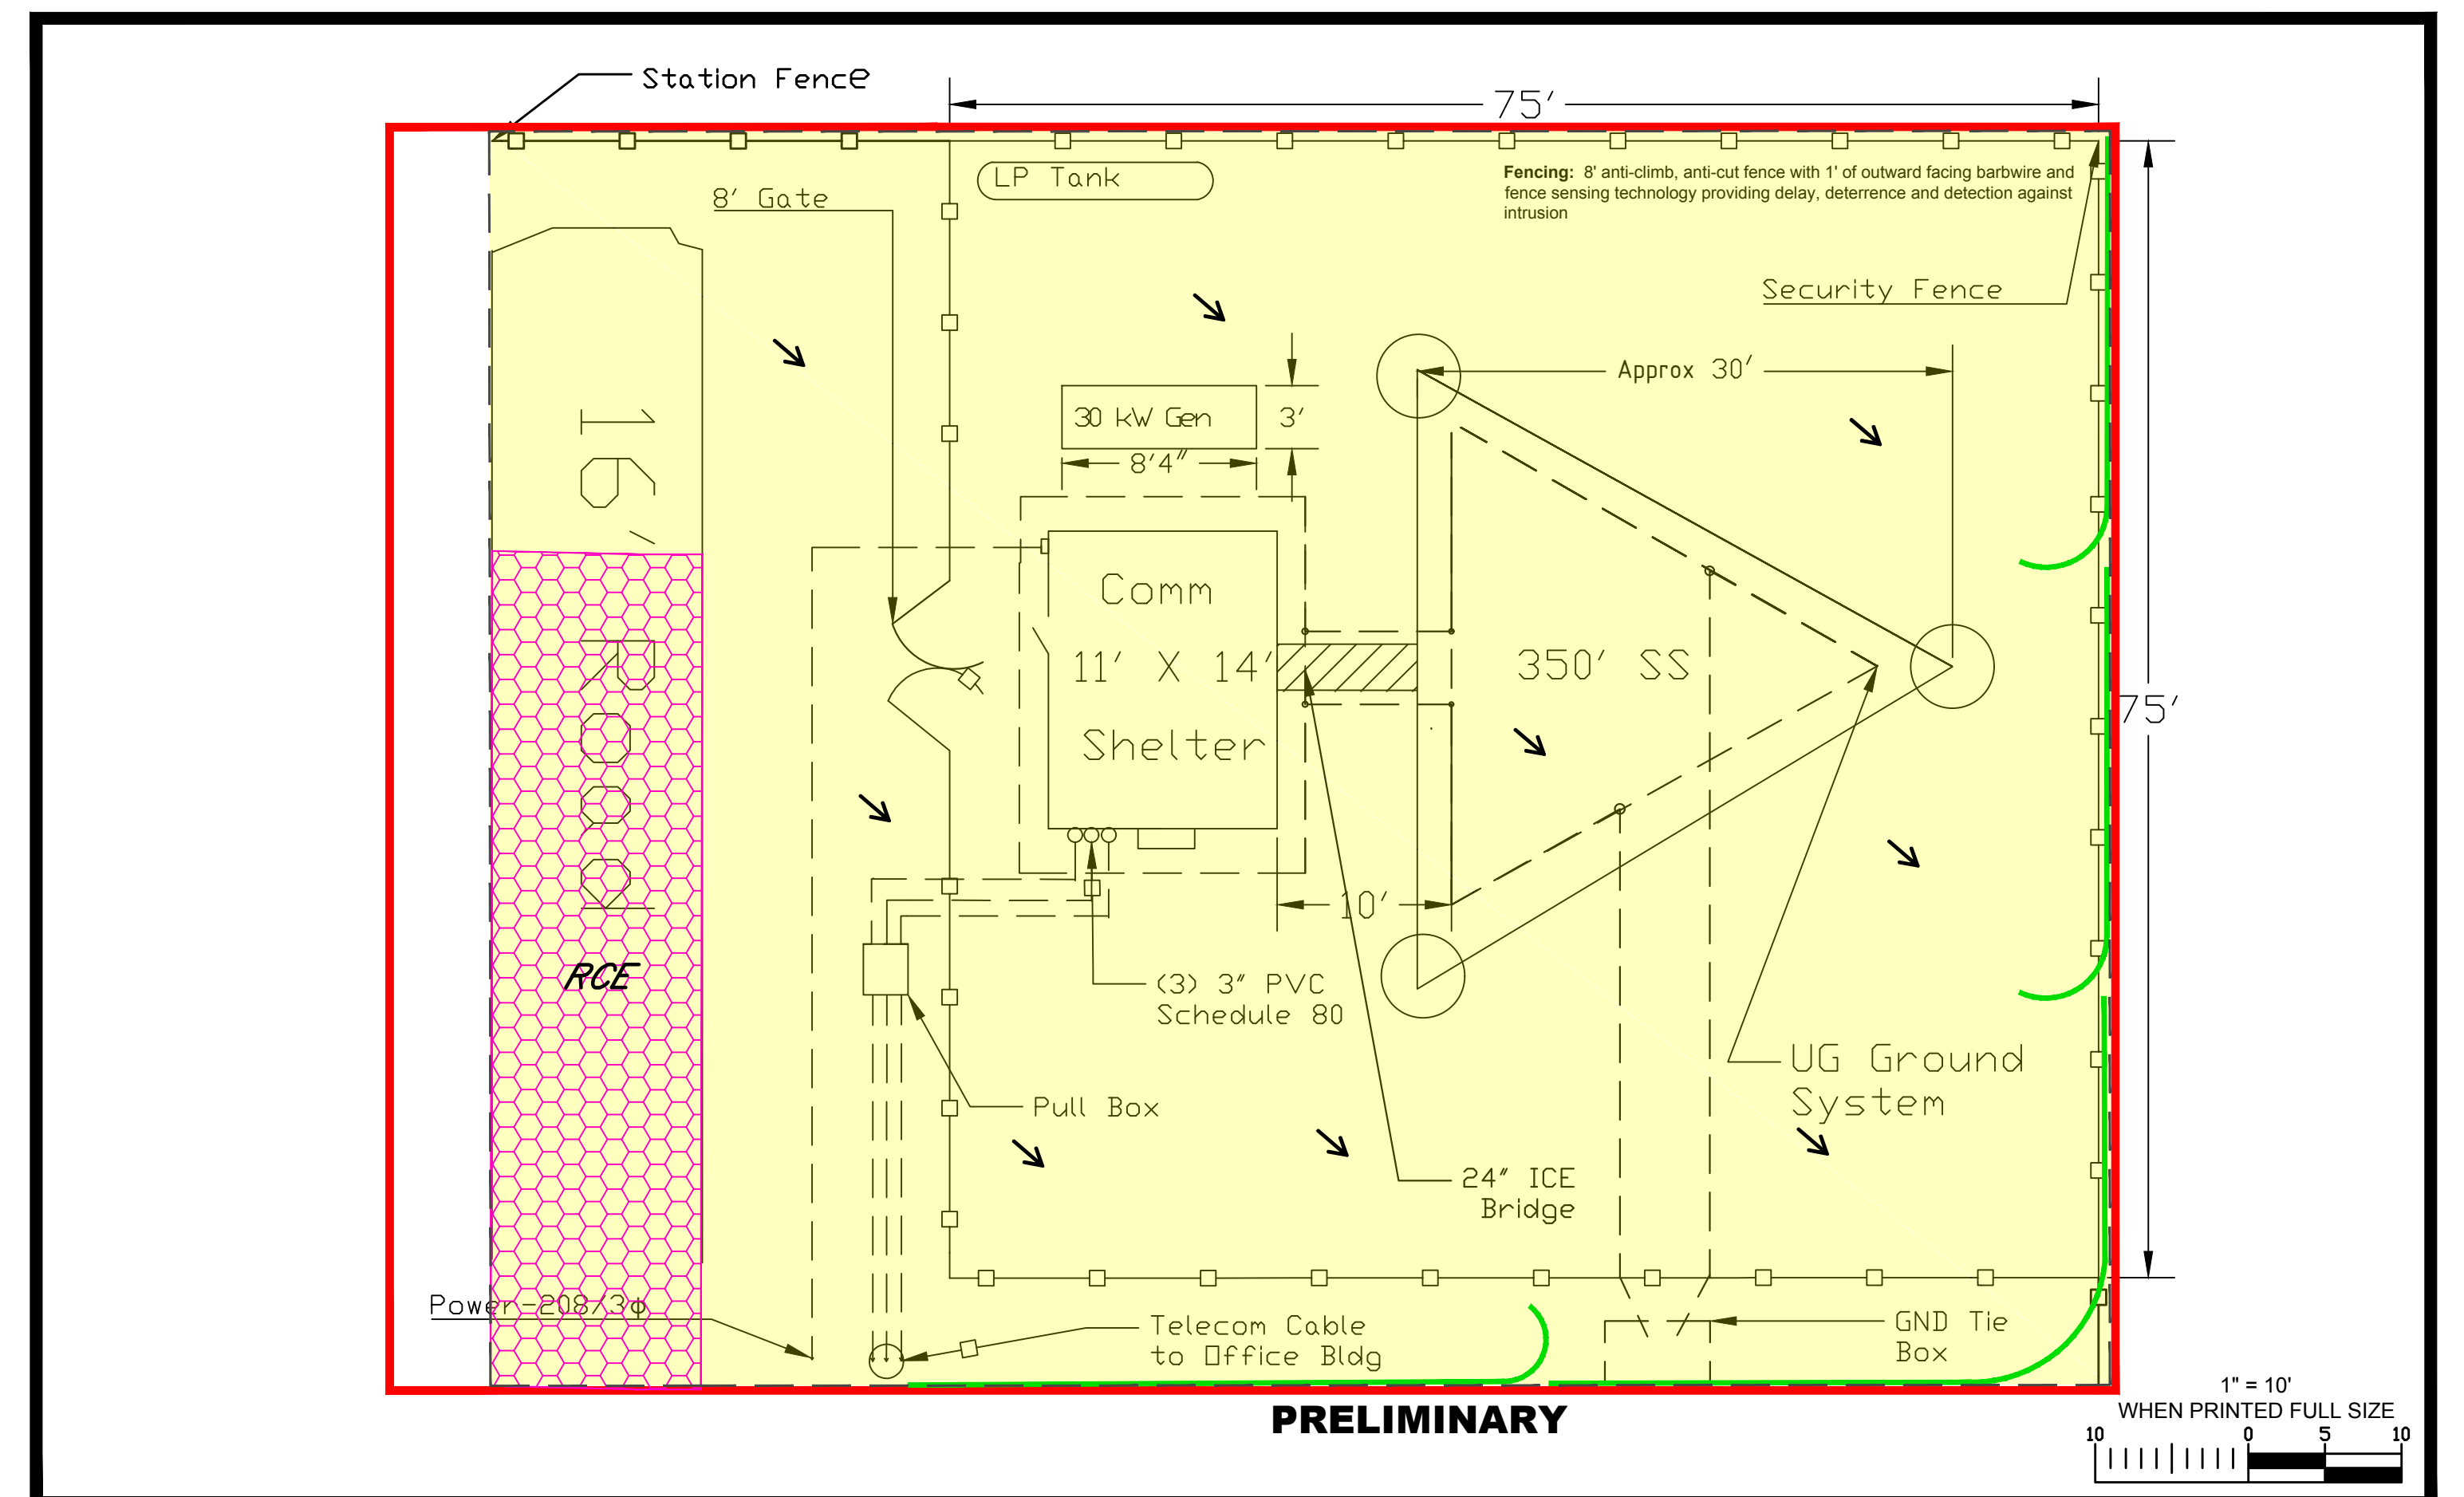 Station Fence
75'
LP Tank
Fencing: 8' anti-climb, anti-cut fence with 1' of outward facing barbwire and
fence sensing technology providing delay, deterrence and detection against
intrusion
8' Gate
Security Fence
Approx 30'
30 kW Gen
3'
8'4"
16' Road
Comm
11' X 14'
Shelter
350' SS
75'
10'
RCE
(3) 3" PVC
Schedule 80
UG Ground
System
Pull Box
24" ICE
Bridge
Power-208/3ϕ
Telecom Cable
to Office Bldg
GND Tie
Box
PRELIMINARY
1" = 10'
WHEN PRINTED FULL SIZE
10 0 5 10